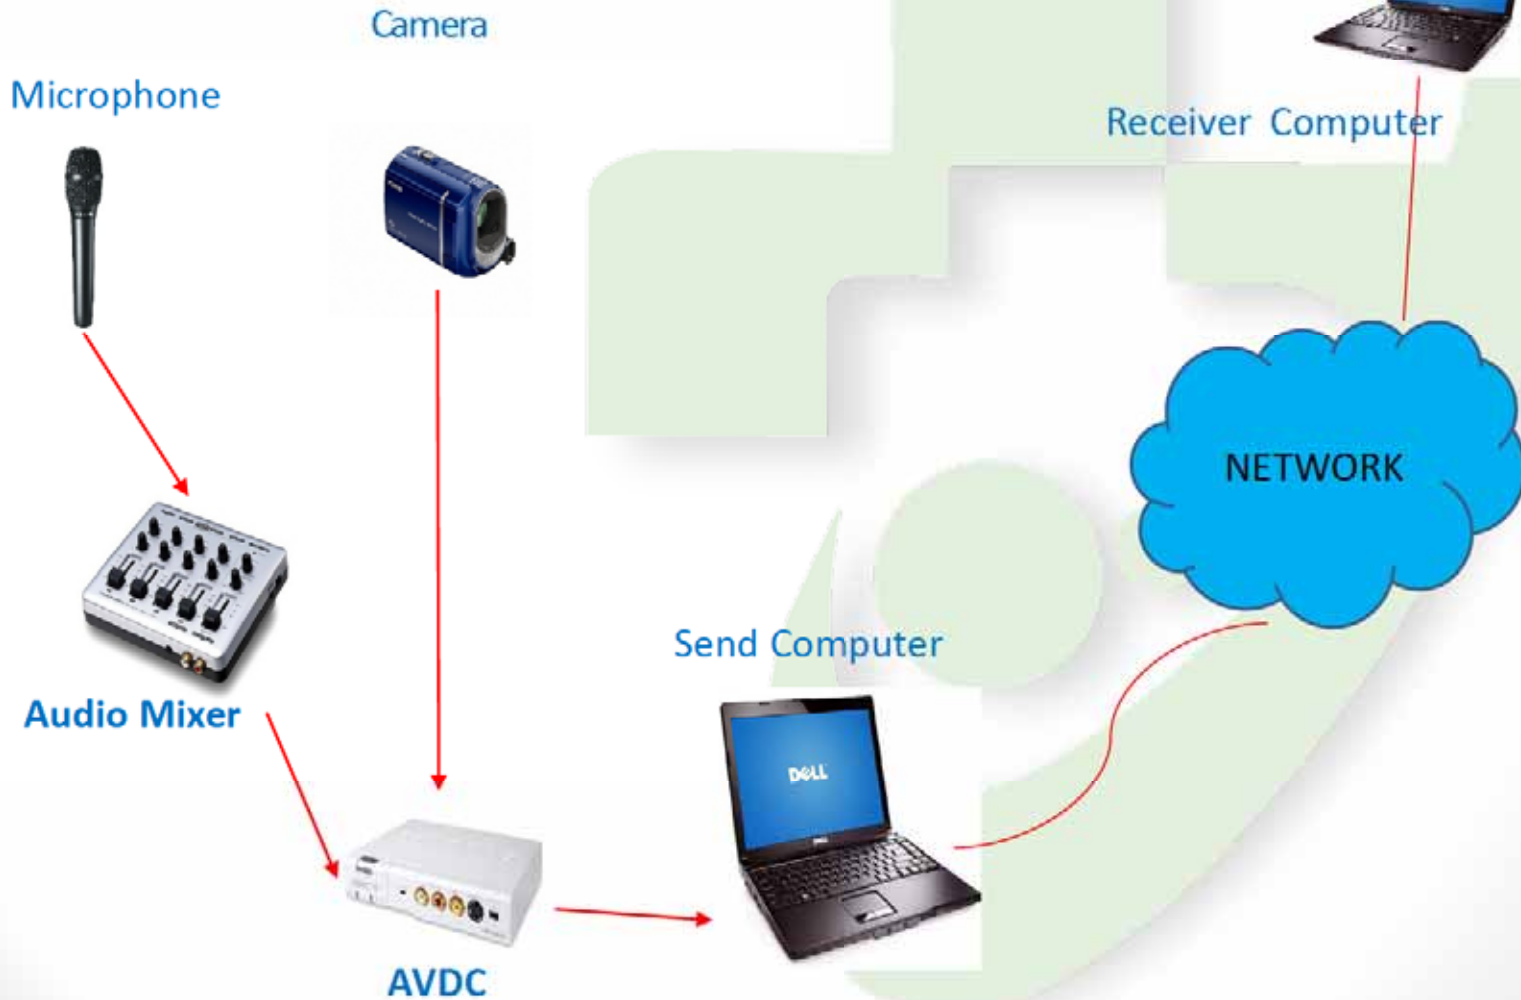 Camera
Microphone
Receiver Computer
NETWORK
Send Computer
DELL
Audio Mixer
AVDC